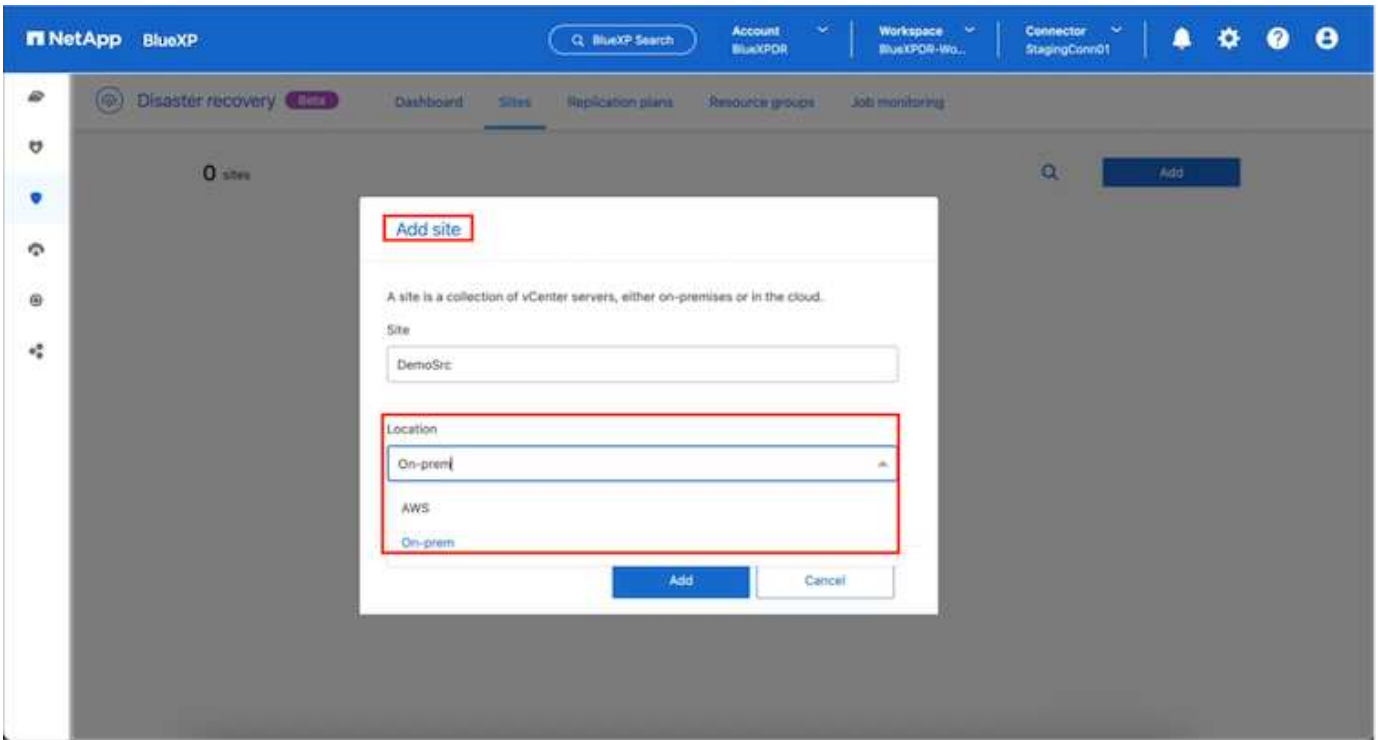 NetApp BlueXP
BlueXP Search
Account
BlueXPDR
Workspace
BlueXPDR-Wo...
Connector
StagingConn01
Disaster recovery Beta
Dashboard Sites Replication plans Resource groups Job monitoring
0 sites
Add
Add site
A site is a collection of vCenter servers, either on-premises or in the cloud.
Site
DemoSrc
Location
On-prem
AWS
On-prem
Add Cancel